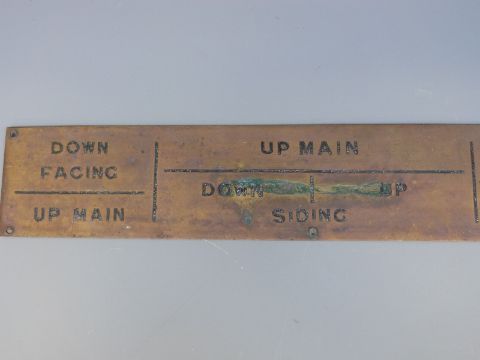 DOWN
FACING
UP MAIN
UP MAIN
DOWN UP
SIDING